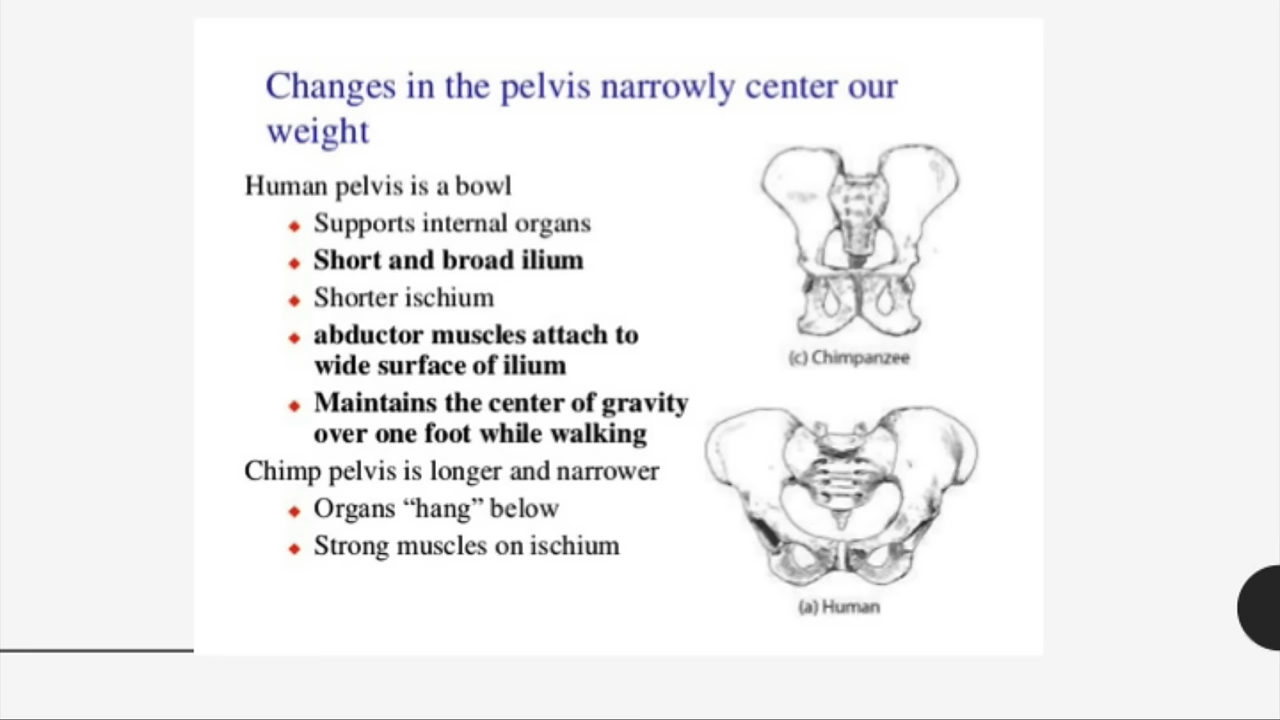 Changes in the pelvis narrowly center our
weight
Human pelvis is a bowl
Supports internal organs
Short and broad ilium
Shorter ischium
abductor muscles attach to
wide surface of ilium
Maintains the center of gravity
over one foot while walking
Chimp pelvis is longer and narrower
Organs “hang” below
Strong muscles on ischium
(c) Chimpanzee
(a) Human